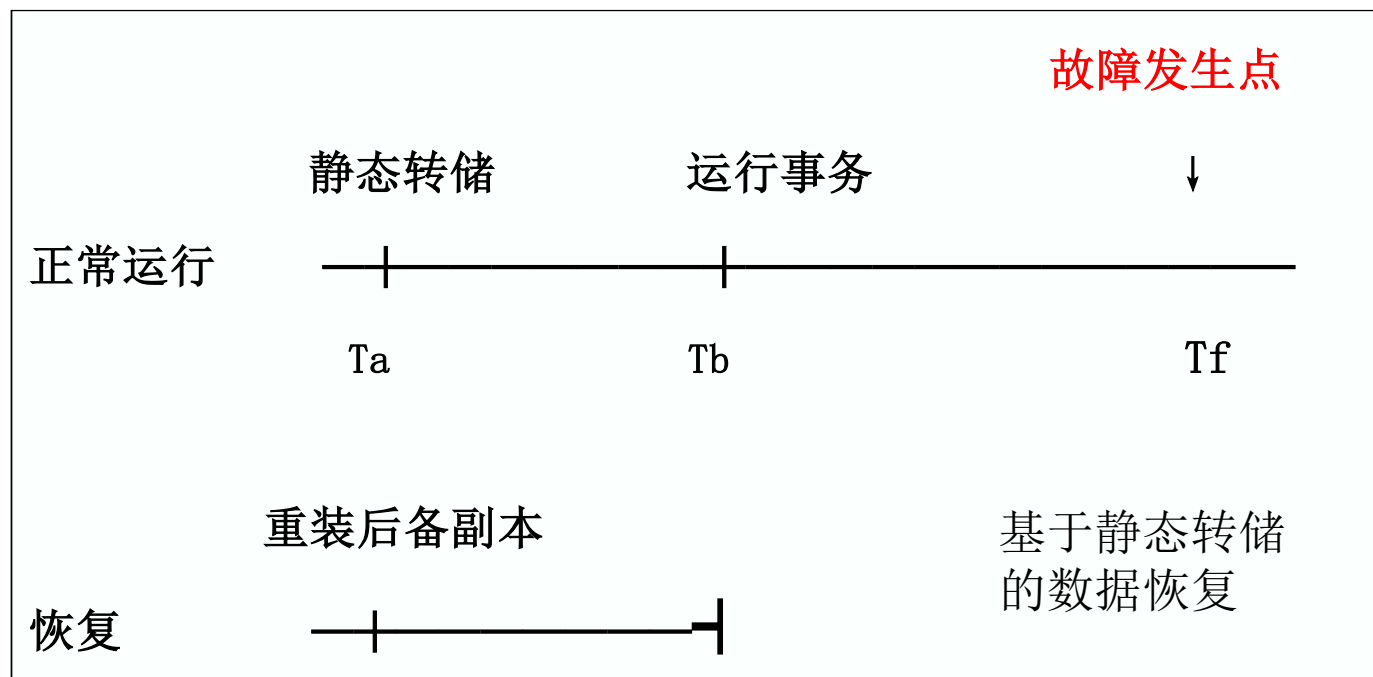 故障发生点
静态转储
运行事务
↓
正常运行
Ta
Tb
Tf
重装后备副本
基于静态转储
的数据恢复
恢复